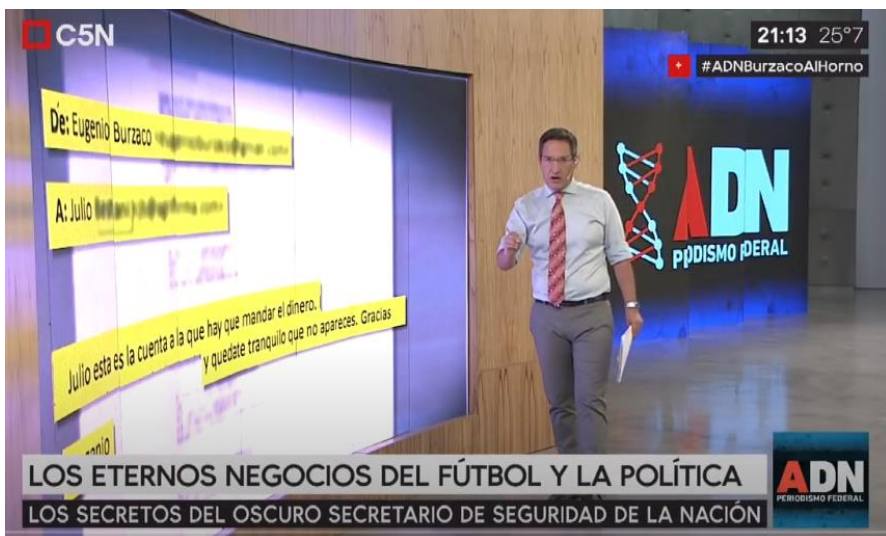 C5N
21:13 25°7
+ #ADNBurzacoAlHorno
De: Eugenio Burzaco
A: Julio
Julio esta es la cuenta a la que hay que mandar el dinero.
y quedate tranquilo que no apareces. Gracias
ADN
PERIODISMO FEDERAL
LOS ETERNOS NEGOCIOS DEL FÚTBOL Y LA POLÍTICA
LOS SECRETOS DEL OSCURO SECRETARIO DE SEGURIDAD DE LA NACIÓN
ADN
PERIODISMO FEDERAL